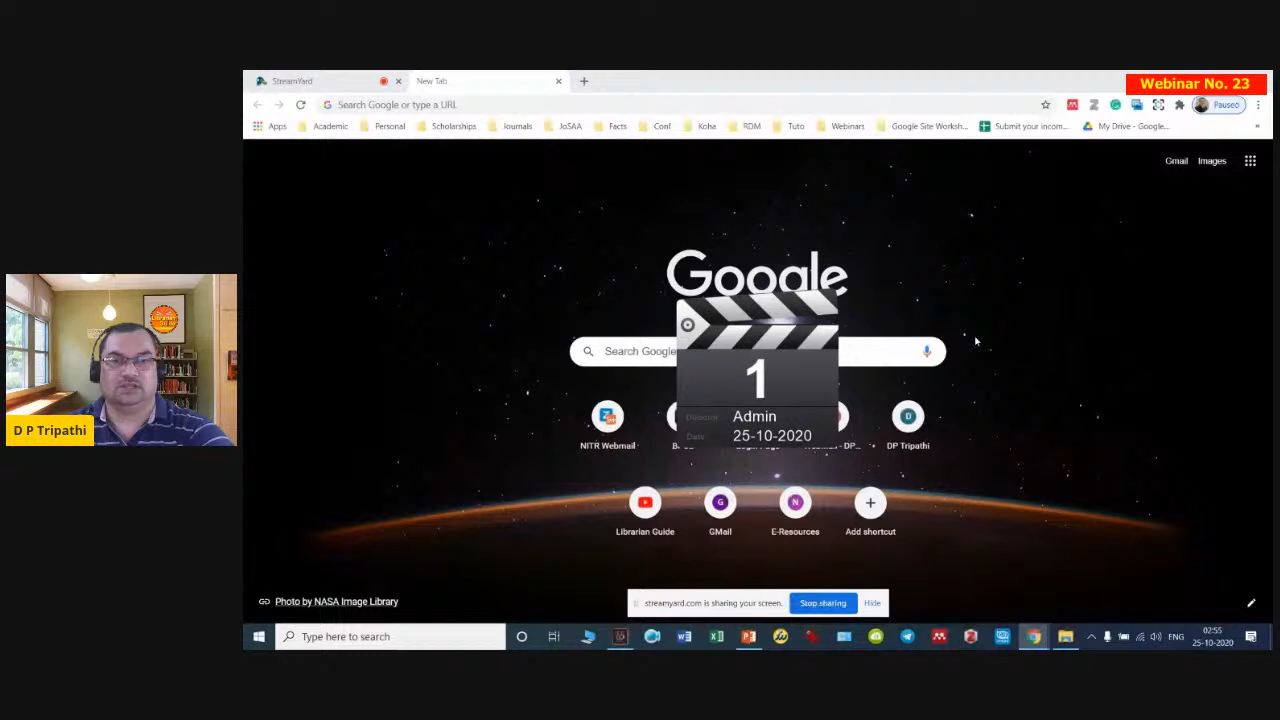 StreamYard
New Tab
Webinar No. 23
Search Google or type a URL
Paused
Apps
Academic
Personal
Scholarships
Journals
JoSAA
Facts
Conf
Koha
RDM
Tuto
Webinars
Google Site Worksh...
Submit your incom...
My Drive - Google...
Gmail
Images
Google
Search Google
1
Director
Admin
Date
25-10-2020
NITR Webmail
DP Tripathi
Librarian Guide
GMail
E-Resources
Add shortcut
D P Tripathi
Photo by NASA Image Library
streamyard.com is sharing your screen.
Stop sharing
Hide
Type here to search
ENG
02:55
25-10-2020